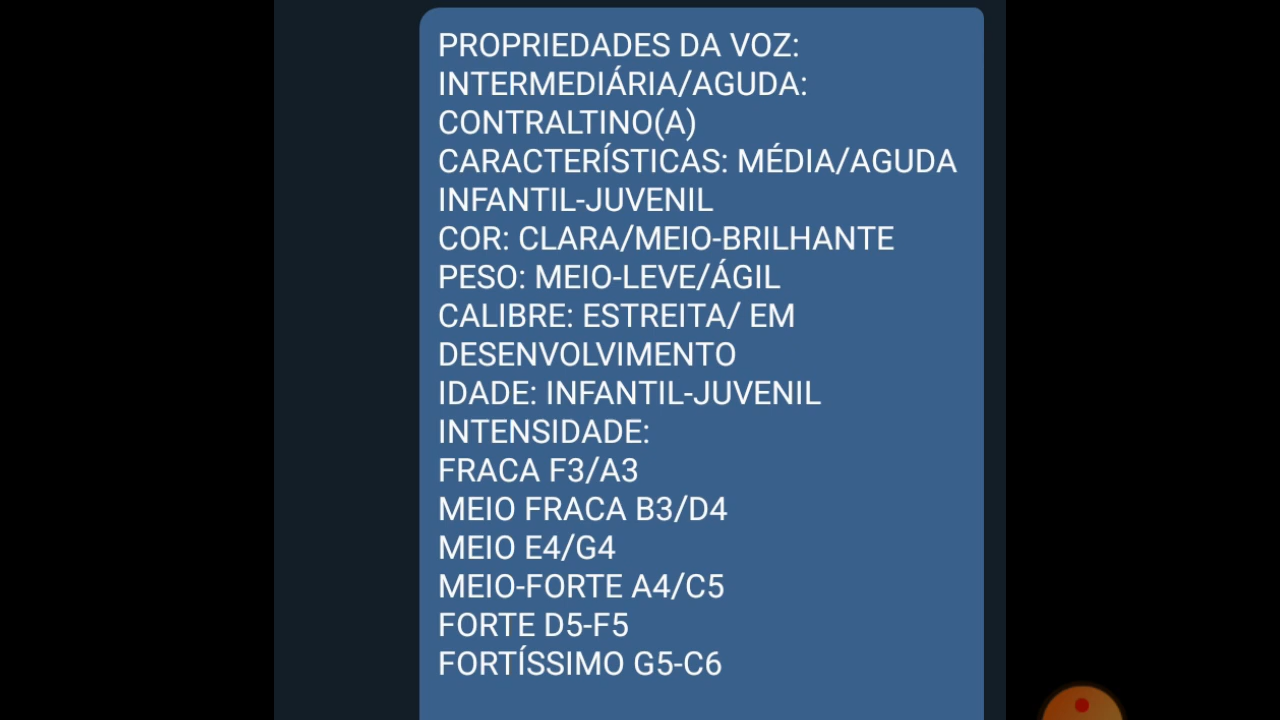 PROPRIEDADES DA VOZ:
INTERMEDIÁRIA/AGUDA:
CONTRALTINO(A)
CARACTERÍSTICAS: MÉDIA/AGUDA
INFANTIL-JUVENIL
COR: CLARA/MEIO-BRILHANTE
PESO: MEIO-LEVE/ÁGIL
CALIBRE: ESTREITA/ EM
DESENVOLVIMENTO
IDADE: INFANTIL-JUVENIL
INTENSIDADE:
FRACA F3/A3
MEIO FRACA B3/D4
MEIO E4/G4
MEIO-FORTE A4/C5
FORTE D5-F5
FORTÍSSIMO G5-C6